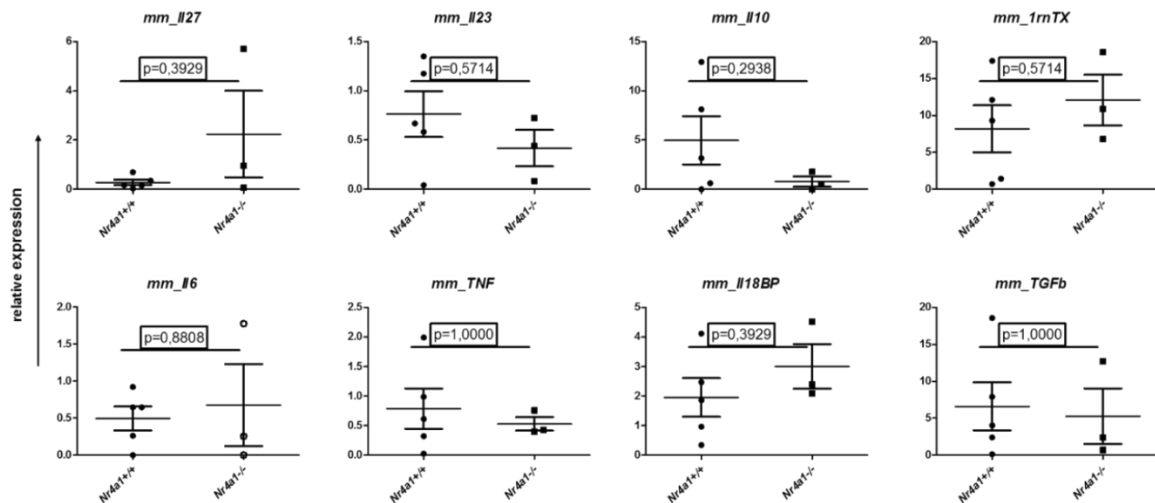 mm_Il27
mm_Il23
mm_Il10
mm_1rnTX
6
4
2
0
p=0,3929
Nr4a1+/+
Nr4a1-/-
1.5
1.0
0.5
0.0
p=0,5714
Nr4a1+/+
Nr4a1-/-
15
10
5
0
p=0,2938
Nr4a1+/+
Nr4a1-/-
20
15
10
5
0
p=0,5714
Nr4a1+/+
Nr4a1-/-
relative expression
mm_Il6
mm_TNF
mm_Il18BP
mm_TGFb
2.0
1.5
1.0
0.5
0.0
p=0,8808
Nr4a1+/+
Nr4a1-/-
2.5
2.0
1.5
1.0
0.5
0.0
p=1,0000
Nr4a1+/+
Nr4a1-/-
5
4
3
2
1
0
p=0,3929
Nr4a1+/+
Nr4a1-/-
20
15
10
5
0
p=1,0000
Nr4a1+/+
Nr4a1-/-